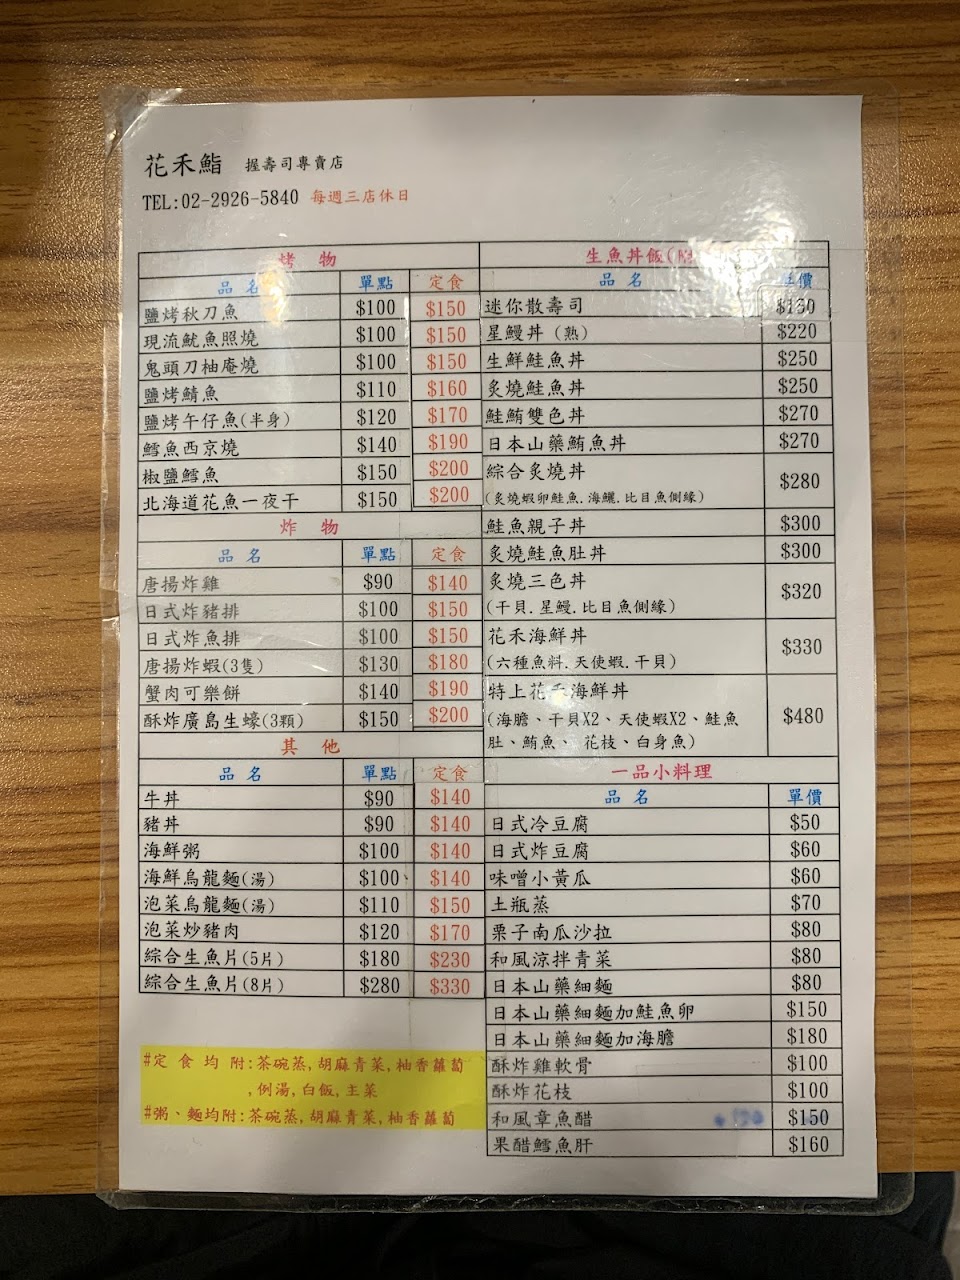 花禾鮨 握壽司專賣店
TEL:02-2926-5840 每週三店休日
烤 物
品名 單點 定食
鹽烤秋刀魚 $100 $150
現流魷魚照燒 $100 $150
鬼頭刀柚庵燒 $100 $150
鹽烤鯖魚 $110 $160
鹽烤午仔魚(半身) $120 $170
鱈魚西京燒 $140 $190
椒鹽鱈魚 $150 $200
北海道花魚一夜干 $150 $200
炸 物
品名 單點 定食
唐揚炸雞 $90 $140
日式炸豬排 $100 $150
日式炸魚排 $100 $150
唐揚炸蝦(3隻) $130 $180
蟹肉可樂餅 $140 $190
酥炸廣島生蠔(3顆) $150 $200
其 他
品名 單點 定食
牛丼 $90 $140
豬丼 $90 $140
海鮮粥 $100 $140
海鮮烏龍麵(湯) $100 $140
泡菜烏龍麵(湯) $110 $150
泡菜炒豬肉 $120 $170
綜合生魚片(5片) $180 $230
綜合生魚片(8片) $280 $330
#定 食 均 附:茶碗蒸,胡麻青菜,柚香蘿蔔
,例湯,白飯,主菜
#粥、麵均附:茶碗蒸,胡麻青菜,柚香蘿蔔
生魚丼飯(附
品名 單價
迷你散壽司
星鰻丼 (熟) $220
生鮮鮭魚丼 $250
炙燒鮭魚丼 $250
鮭鮪雙色丼 $270
日本山藥鮪魚丼 $270
綜合炙燒丼 $280
(炙燒蝦卵鮭魚.海鱺.比目魚側緣)
鮭魚親子丼 $300
炙燒鮭魚肚丼 $300
炙燒三色丼 $320
(干貝.星鰻.比目魚側緣)
花禾海鮮丼 $330
(六種魚料.天使蝦.干貝)
特上花禾海鮮丼 $480
(海膽、干貝X2、天使蝦X2、鮭魚
肚、鮪魚、 花枝、白身魚)
一品小料理
品名 單價
日式冷豆腐 $50
日式炸豆腐 $60
味噌小黃瓜 $60
土瓶蒸 $70
栗子南瓜沙拉 $80
和風涼拌青菜 $80
日本山藥細麵 $80
日本山藥細麵加鮭魚卵 $150
日本山藥細麵加海膽 $180
酥炸雞軟骨 $100
酥炸花枝 $100
和風章魚醋 $150
果醋鱈魚肝 $160